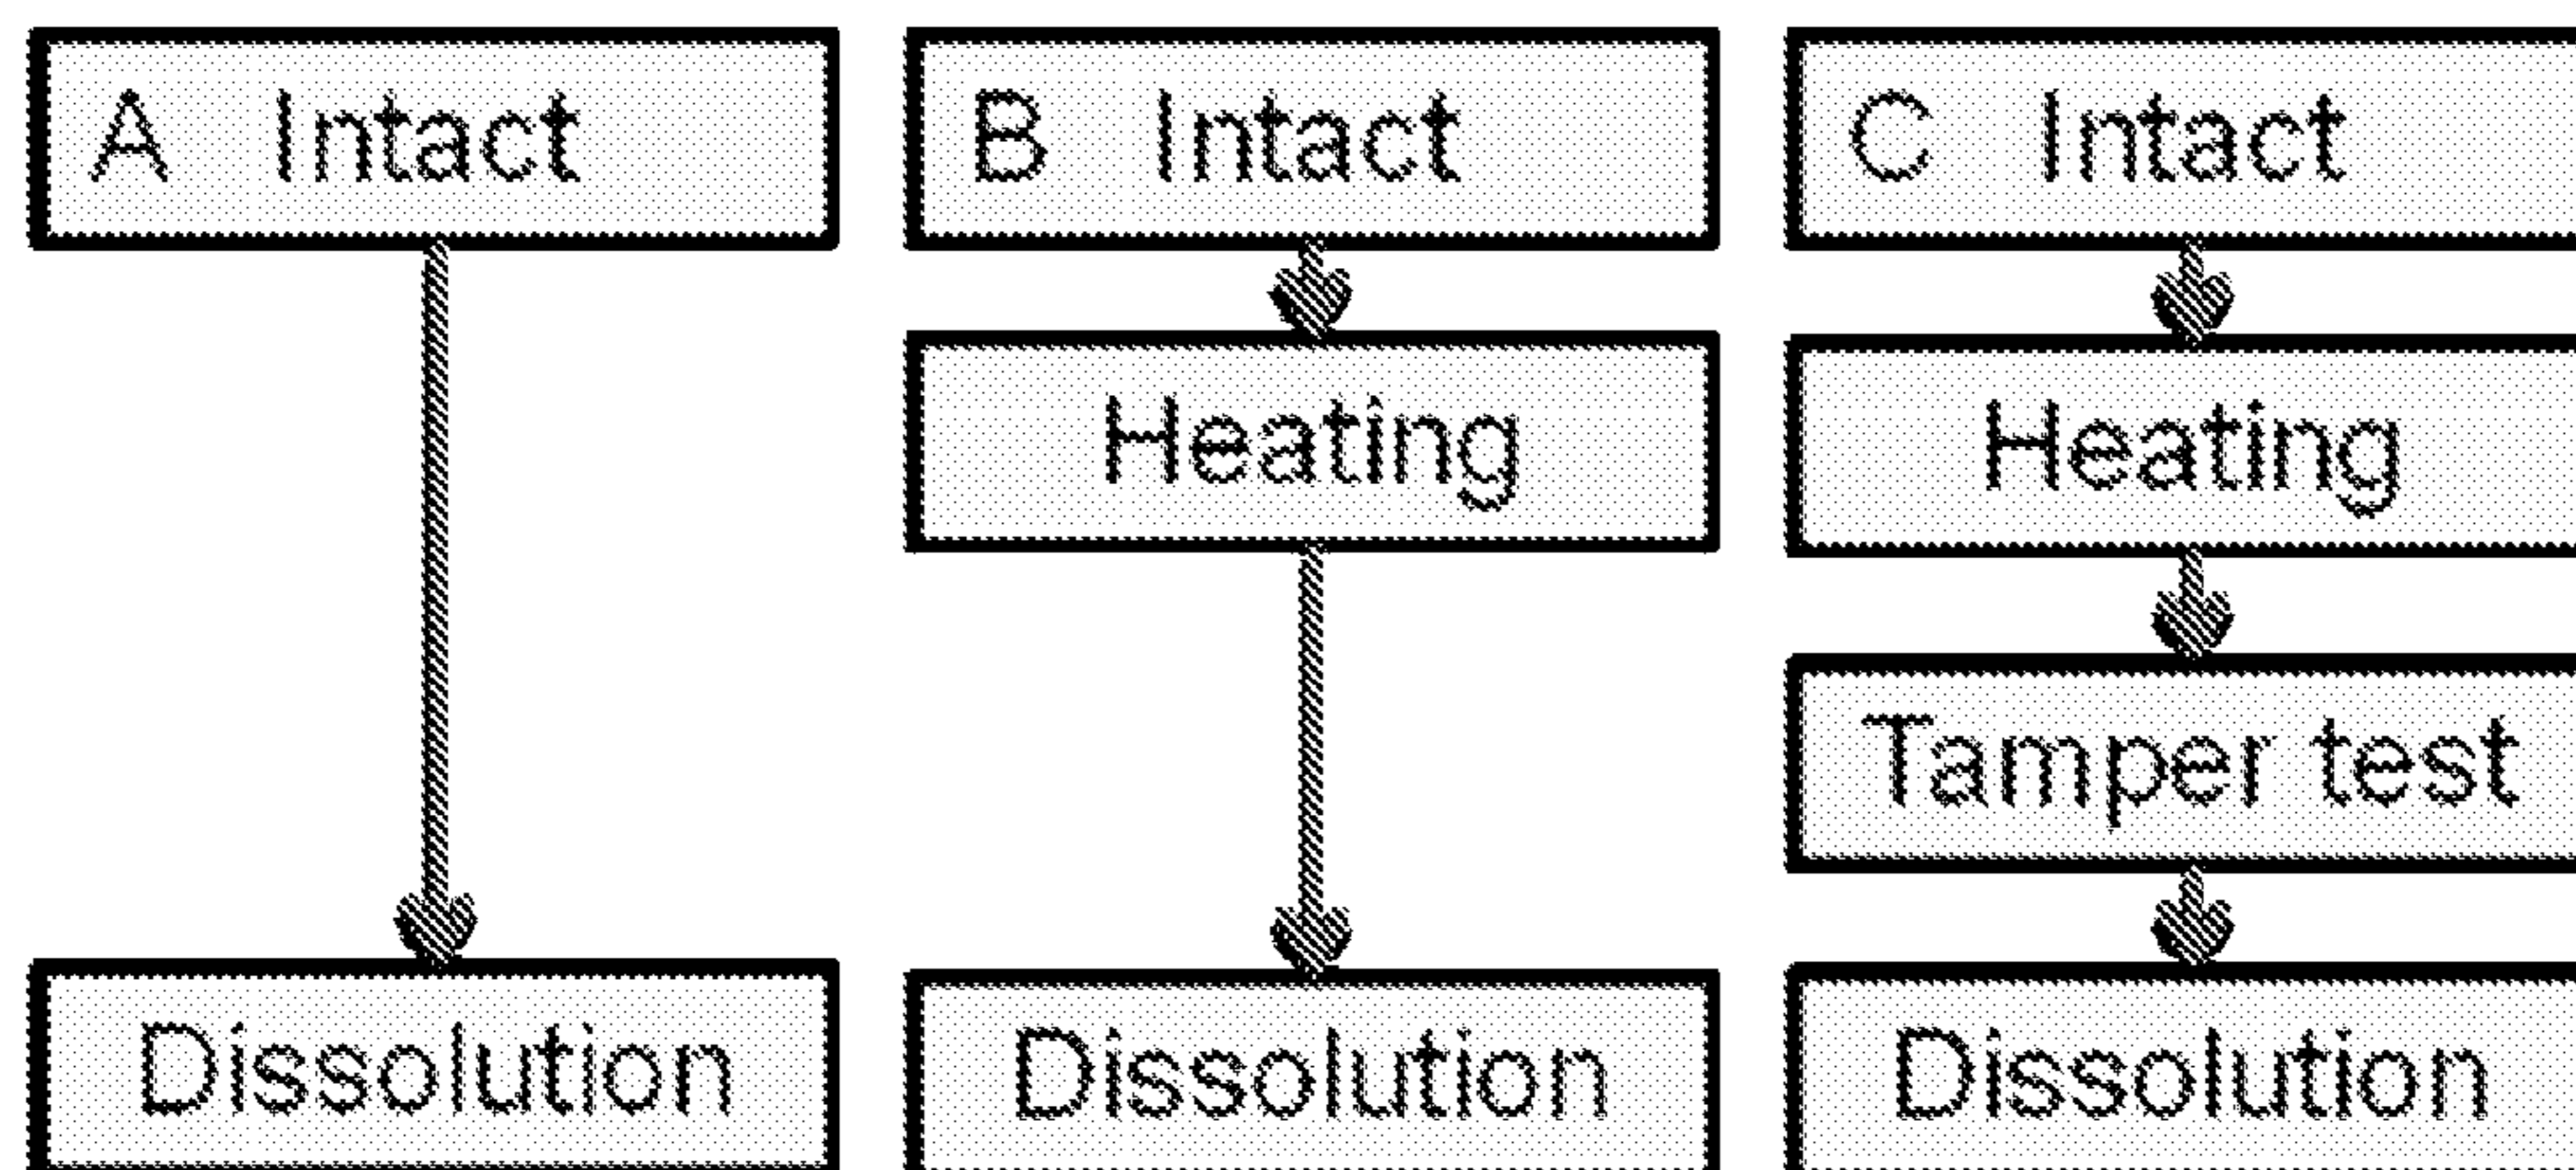 A Intact
B Intact
C Intact
Heating
Heating
Tamper test
Dissolution
Dissolution
Dissolution